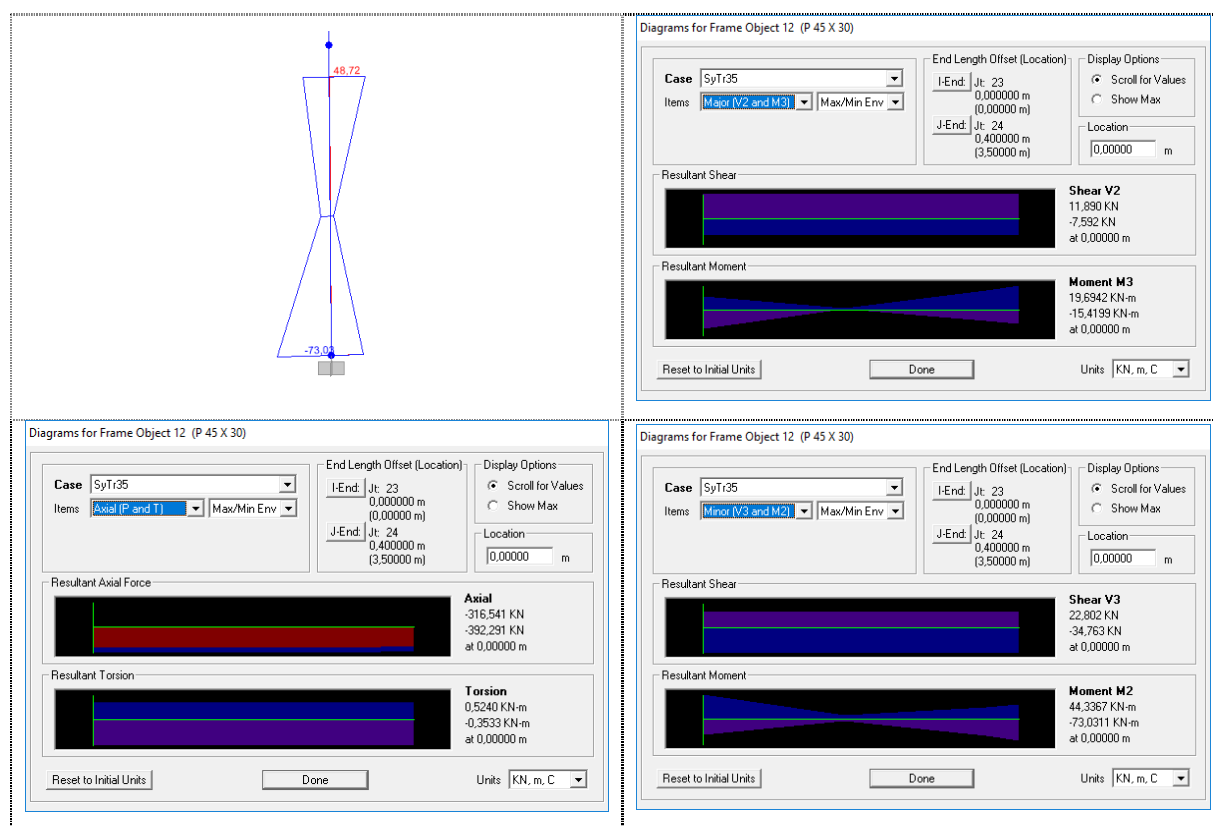 48,72
-73,03
Diagrams for Frame Object 12 (P 45 X 30)
Case SyTr35
Items Major (V2 and M3) Max/Min Env
End Length Offset (Location)
I-End: Jt: 23
0,000000 m
(0,00000 m)
J-End: Jt: 24
0,400000 m
(3,50000 m)
Display Options
Scroll for Values
Show Max
Location
0,00000 m
Resultant Shear
Shear V2
11,890 KN
-7,592 KN
at 0,00000 m
Resultant Moment
Moment M3
19,6942 KN-m
-15,4199 KN-m
at 0,00000 m
Reset to Initial Units Done Units KN, m, C
Diagrams for Frame Object 12 (P 45 X 30)
Case SyTr35
Items Axial (P and T) Max/Min Env
End Length Offset (Location)
I-End: Jt: 23
0,000000 m
(0,00000 m)
J-End: Jt: 24
0,400000 m
(3,50000 m)
Display Options
Scroll for Values
Show Max
Location
0,00000 m
Resultant Axial Force
Axial
-316,541 KN
-392,291 KN
at 0,00000 m
Resultant Torsion
Torsion
0,5240 KN-m
-0,3533 KN-m
at 0,00000 m
Reset to Initial Units Done Units KN, m, C
Diagrams for Frame Object 12 (P 45 X 30)
Case SyTr35
Items Minor (V3 and M2) Max/Min Env
End Length Offset (Location)
I-End: Jt: 23
0,000000 m
(0,00000 m)
J-End: Jt: 24
0,400000 m
(3,50000 m)
Display Options
Scroll for Values
Show Max
Location
0,00000 m
Resultant Shear
Shear V3
22,802 KN
-34,763 KN
at 0,00000 m
Resultant Moment
Moment M2
44,3367 KN-m
-73,0311 KN-m
at 0,00000 m
Reset to Initial Units Done Units KN, m, C